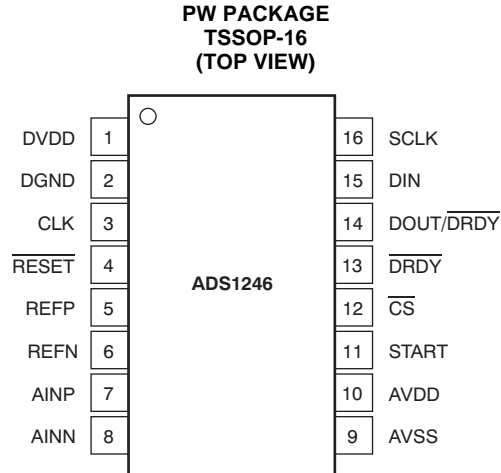 PW PACKAGE
TSSOP-16
(TOP VIEW)
DVDD 1 16 SCLK
DGND 2 15 DIN
CLK 3 14 DOUT/DRDY
RESET 4 13 DRDY
ADS1246
REFP 5 12 CS
REFN 6 11 START
AINP 7 10 AVDD
AINN 8 9 AVSS